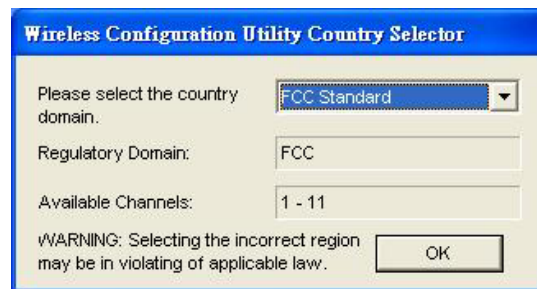 Wireless Configuration Utility Country Selector
Please select the country
domain.
FCC Standard
Regulatory Domain:
FCC
Available Channels:
1 - 11
WARNING: Selecting the incorrect region
may be in violating of applicable law.
OK